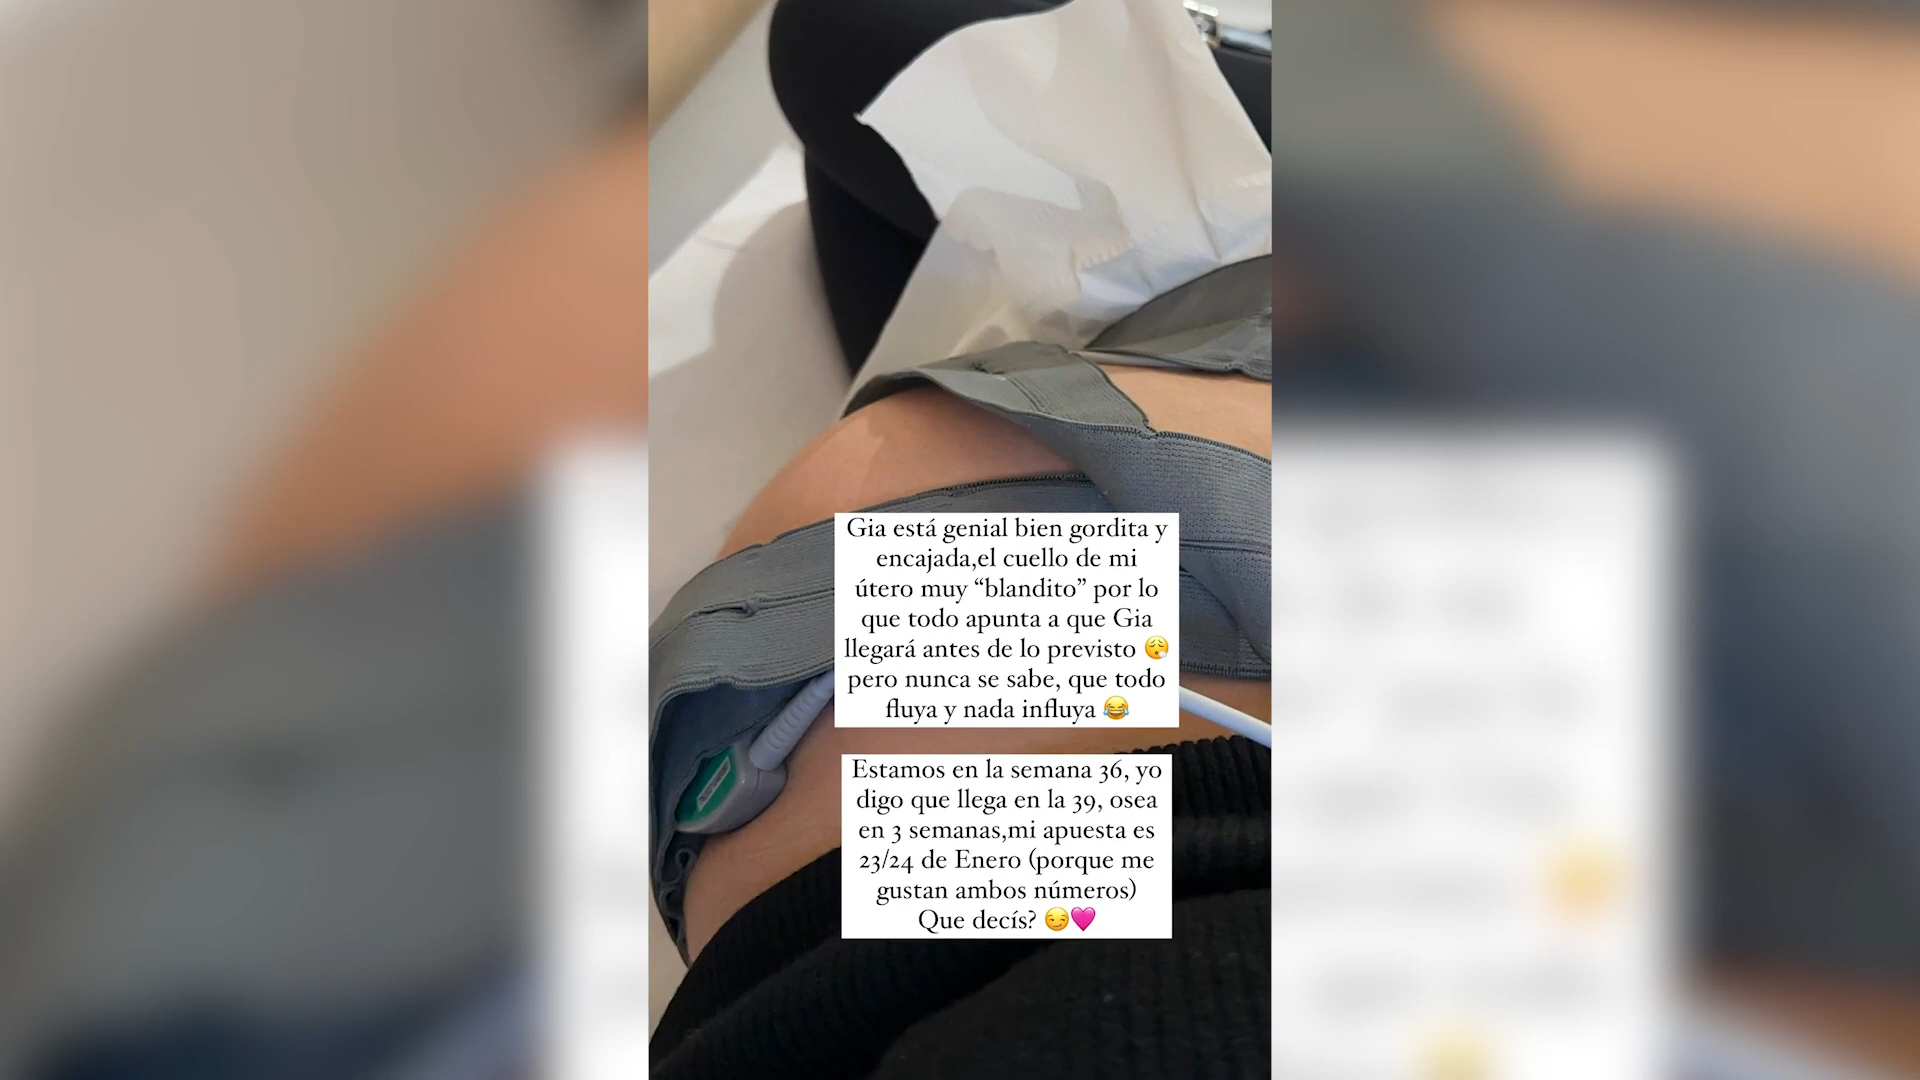 Gia está genial bien gordita y
encajada,el cuello de mi
útero muy “blandito” por lo
que todo apunta a que Gia
llegará antes de lo previsto 😮‍💨
pero nunca se sabe, que todo
fluya y nada influya 😂
Estamos en la semana 36, yo
digo que llega en la 39, osea
en 3 semanas,mi apuesta es
23/24 de Enero (porque me
gustan ambos números)
Que decís? 😏🩷